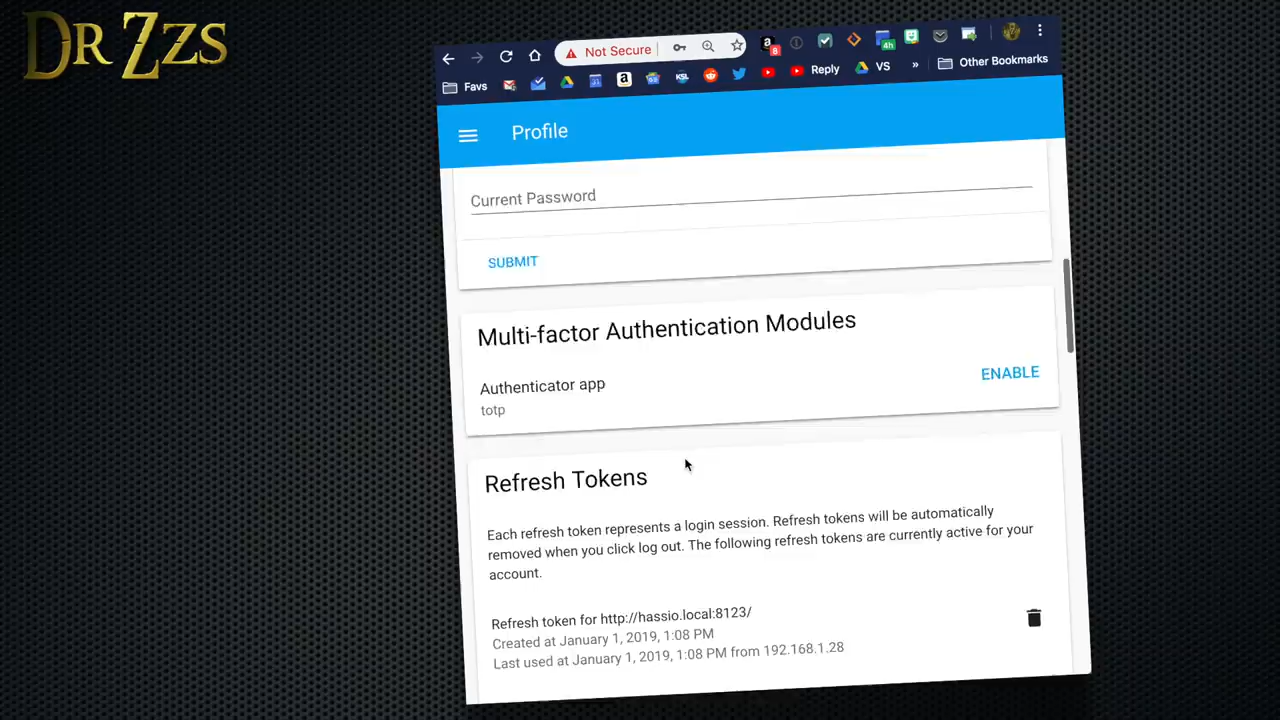 DR ZZS
Not Secure
8
4h
Favs
a
31
KSL
Reply
VS
»
Other Bookmarks
Profile
Current Password
SUBMIT
Multi-factor Authentication Modules
Authenticator app
ENABLE
totp
Refresh Tokens
Each refresh token represents a login session. Refresh tokens will be automatically
removed when you click log out. The following refresh tokens are currently active for your
account.
Refresh token for http://hassio.local:8123/
Created at January 1, 2019, 1:08 PM
Last used at January 1, 2019, 1:08 PM from 192.168.1.28